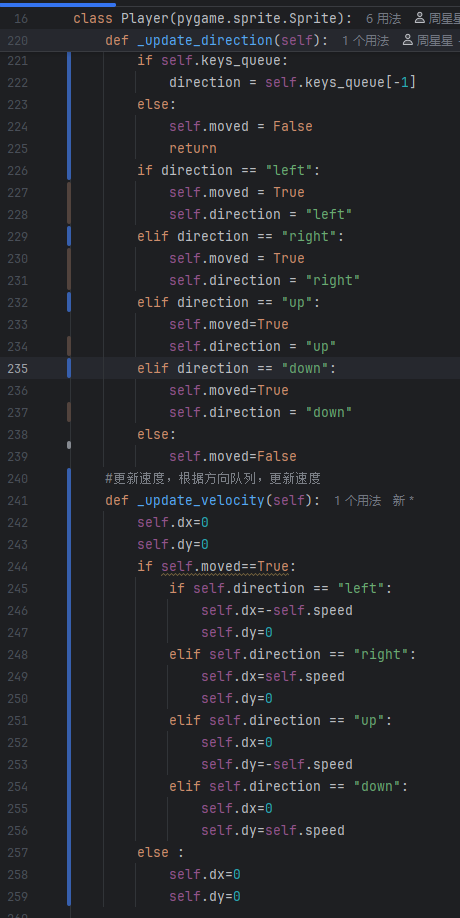 16 class Player(pygame.sprite.Sprite): 6 用法 周星星
220 def _update_direction(self): 1 个用法 周星星
221 if self.keys_queue:
222 direction = self.keys_queue[-1]
223 else:
224 self.moved = False
225 return
226 if direction == "left":
227 self.moved = True
228 self.direction = "left"
229 elif direction == "right":
230 self.moved = True
231 self.direction = "right"
232 elif direction == "up":
233 self.moved=True
234 self.direction = "up"
235 elif direction == "down":
236 self.moved=True
237 self.direction = "down"
238 else:
239 self.moved=False
240 #更新速度，根据方向队列，更新速度
241 def _update_velocity(self): 1 个用法 新 *
242 self.dx=0
243 self.dy=0
244 if self.moved==True:
245 if self.direction == "left":
246 self.dx=-self.speed
247 self.dy=0
248 elif self.direction == "right":
249 self.dx=self.speed
250 self.dy=0
251 elif self.direction == "up":
252 self.dx=0
253 self.dy=-self.speed
254 elif self.direction == "down":
255 self.dx=0
256 self.dy=self.speed
257 else :
258 self.dx=0
259 self.dy=0